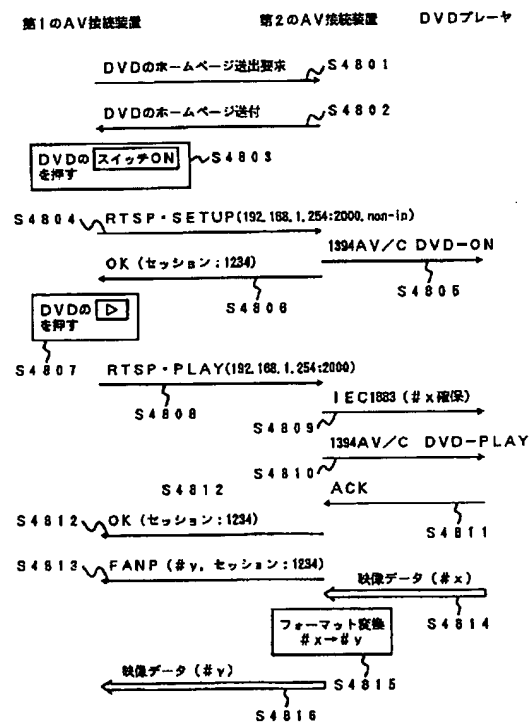 第1のAV接続装置 第2のAV接続装置 DVDプレーヤ
DVDのホームページ送出要求 S4801
DVDのホームページ送付 S4802
DVDの スイッチON
を押す
S4803
S4804 RTSP・SETUP(192.168.1.254:2000,non-ip)
1394AV/C DVD-ON
OK(セッション:1234)
S4806 S4805
DVDの ▷
を押す
S4807 RTSP・PLAY(192.168.1.254:2000)
S4808
IEC1883(#x確保)
S4809
1394AV/C DVD-PLAY
S4810
S4812 ACK
S4812 OK(セッション:1234)
S4811
S4813 FANP(#y,セッション:1234)
映像データ(#x)
S4814
フォーマット変換
#x→#y
S4815
映像データ(#y)
S4816